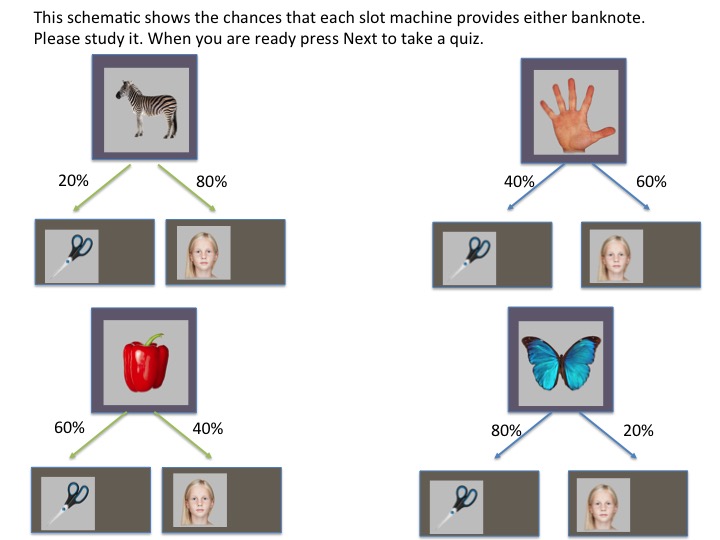 This schematic shows the chances that each slot machine provides either banknote.
Please study it. When you are ready press Next to take a quiz.
20% 80%
40% 60%
60% 40%
80% 20%